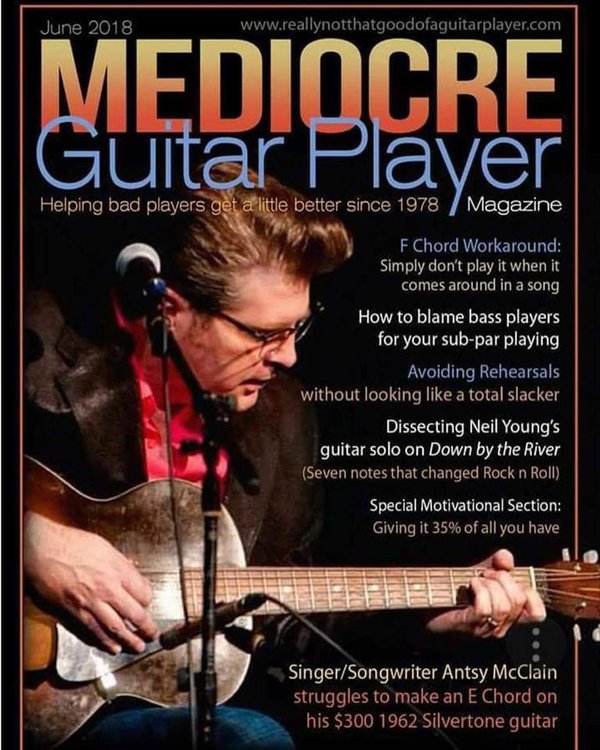 June 2018
www.reallynotthatgoodofaguitarplayer.com
MEDIOCRE
Guitar Player
Helping bad players get a little better since 1978
Magazine
F Chord Workaround:
Simply don't play it when it
comes around in a song
How to blame bass players
for your sub-par playing
Avoiding Rehearsals
without looking like a total slacker
Dissecting Neil Young's
guitar solo on Down by the River
(Seven notes that changed Rock n Roll)
Special Motivational Section:
Giving it 35% of all you have
Singer/Songwriter Antsy McClain
struggles to make an E Chord on
his $300 1962 Silvertone guitar